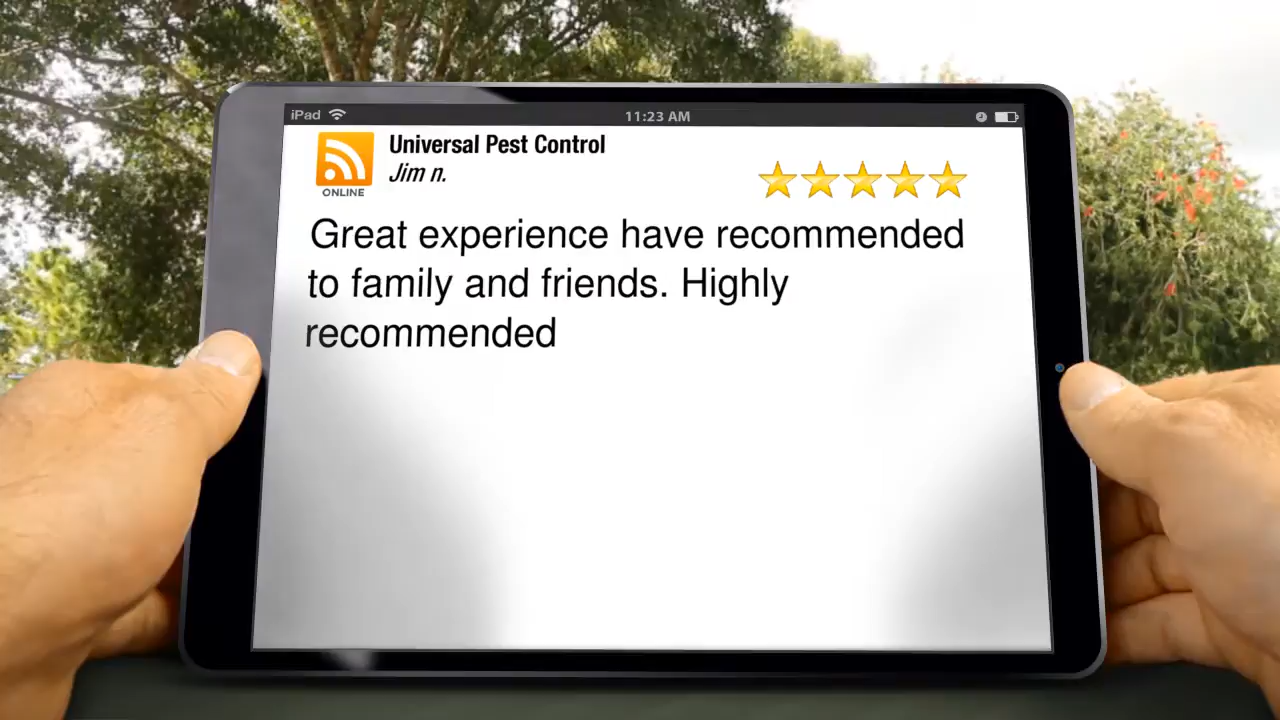 iPad 11:23 AM
Universal Pest Control
Jim n.
ONLINE
Great experience have recommended
to family and friends. Highly
recommended